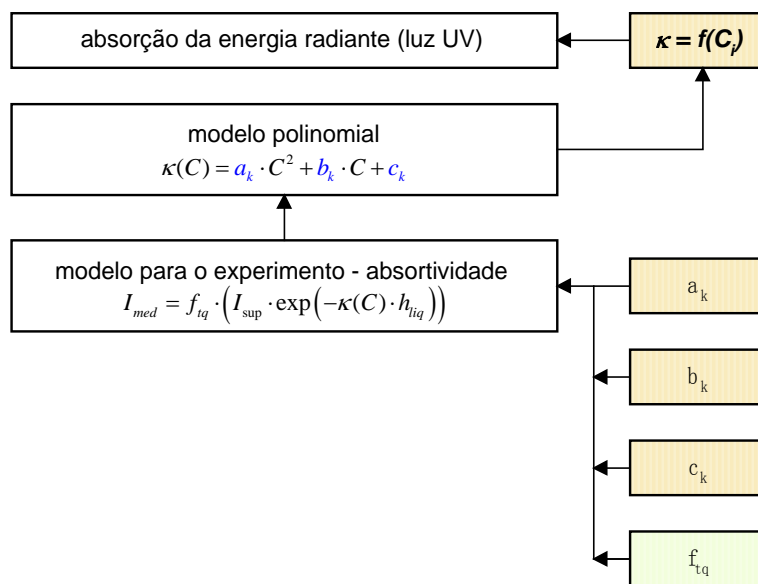 absorção da energia radiante (luz UV)
κ = f(C_i)
modelo polinomial
κ(C) = a_k · C² + b_k · C + c_k
modelo para o experimento - absortividade
I_med = f_tq · (I_sup · exp(−κ(C) · h_liq))
a_k
b_k
c_k
f_tq